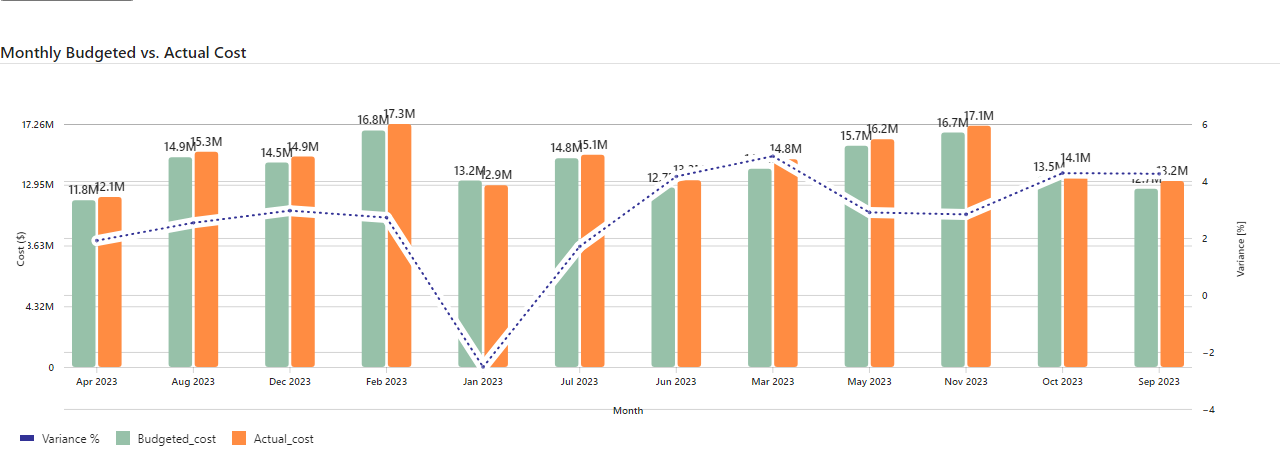 Monthly Budgeted vs. Actual Cost
17.26M
12.95M
3.63M
4.32M
0
Cost ($)
11.8M 12.1M 14.9M 15.3M 14.5M 14.9M 16.8M 17.3M 13.2M 12.9M 14.8M 15.1M 14.8M 15.7M 16.2M 16.7M 17.1M 13.5M 14.1M
6
4
2
0
−2
−4
Variance [%]
Apr 2023 Aug 2023 Dec 2023 Feb 2023 Jan 2023 Jul 2023 Jun 2023 Mar 2023 May 2023 Nov 2023 Oct 2023 Sep 2023
Month
Variance % Budgeted_cost Actual_cost